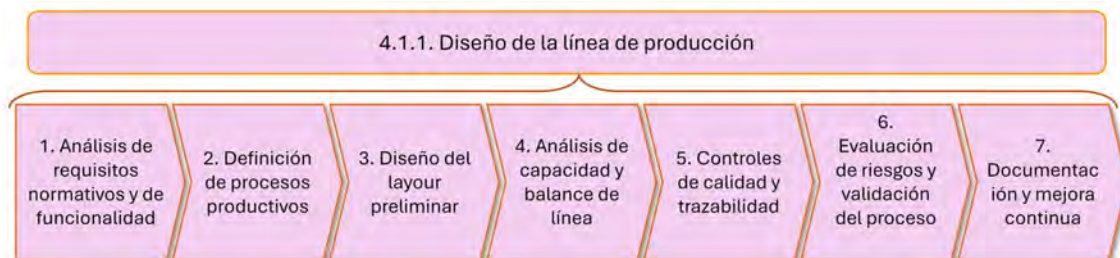 4.1.1. Diseño de la línea de producción
1. Análisis de
requisitos
normativos y de
funcionalidad
2. Definición
de procesos
productivos
3. Diseño del
layour
preliminar
4. Análisis de
capacidad y
balance de
línea
5. Controles
de calidad y
trazabilidad
6.
Evaluación
de riesgos y
validación
del proceso
7.
Documentac
ión y mejora
continua